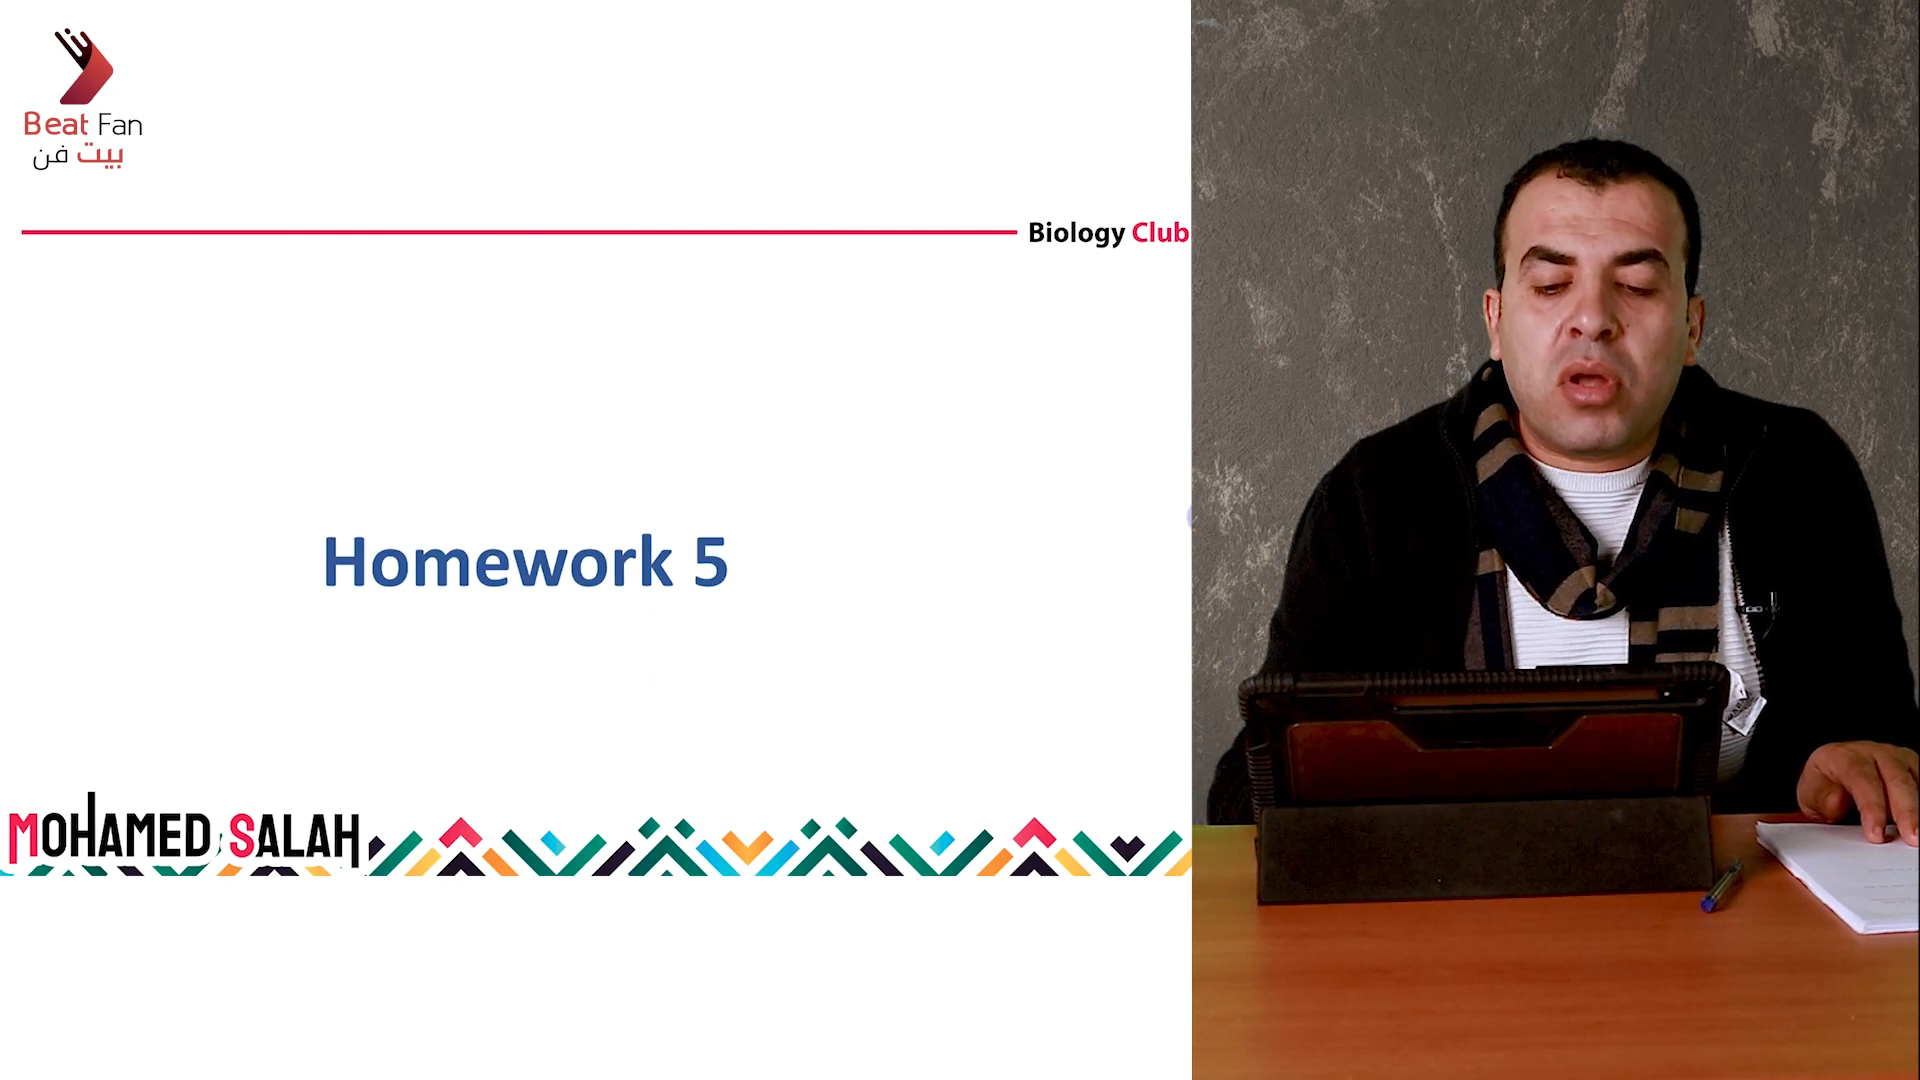 Beat Fan
بيت فن
Biology Club
Homework 5
MOHAMED SALAH